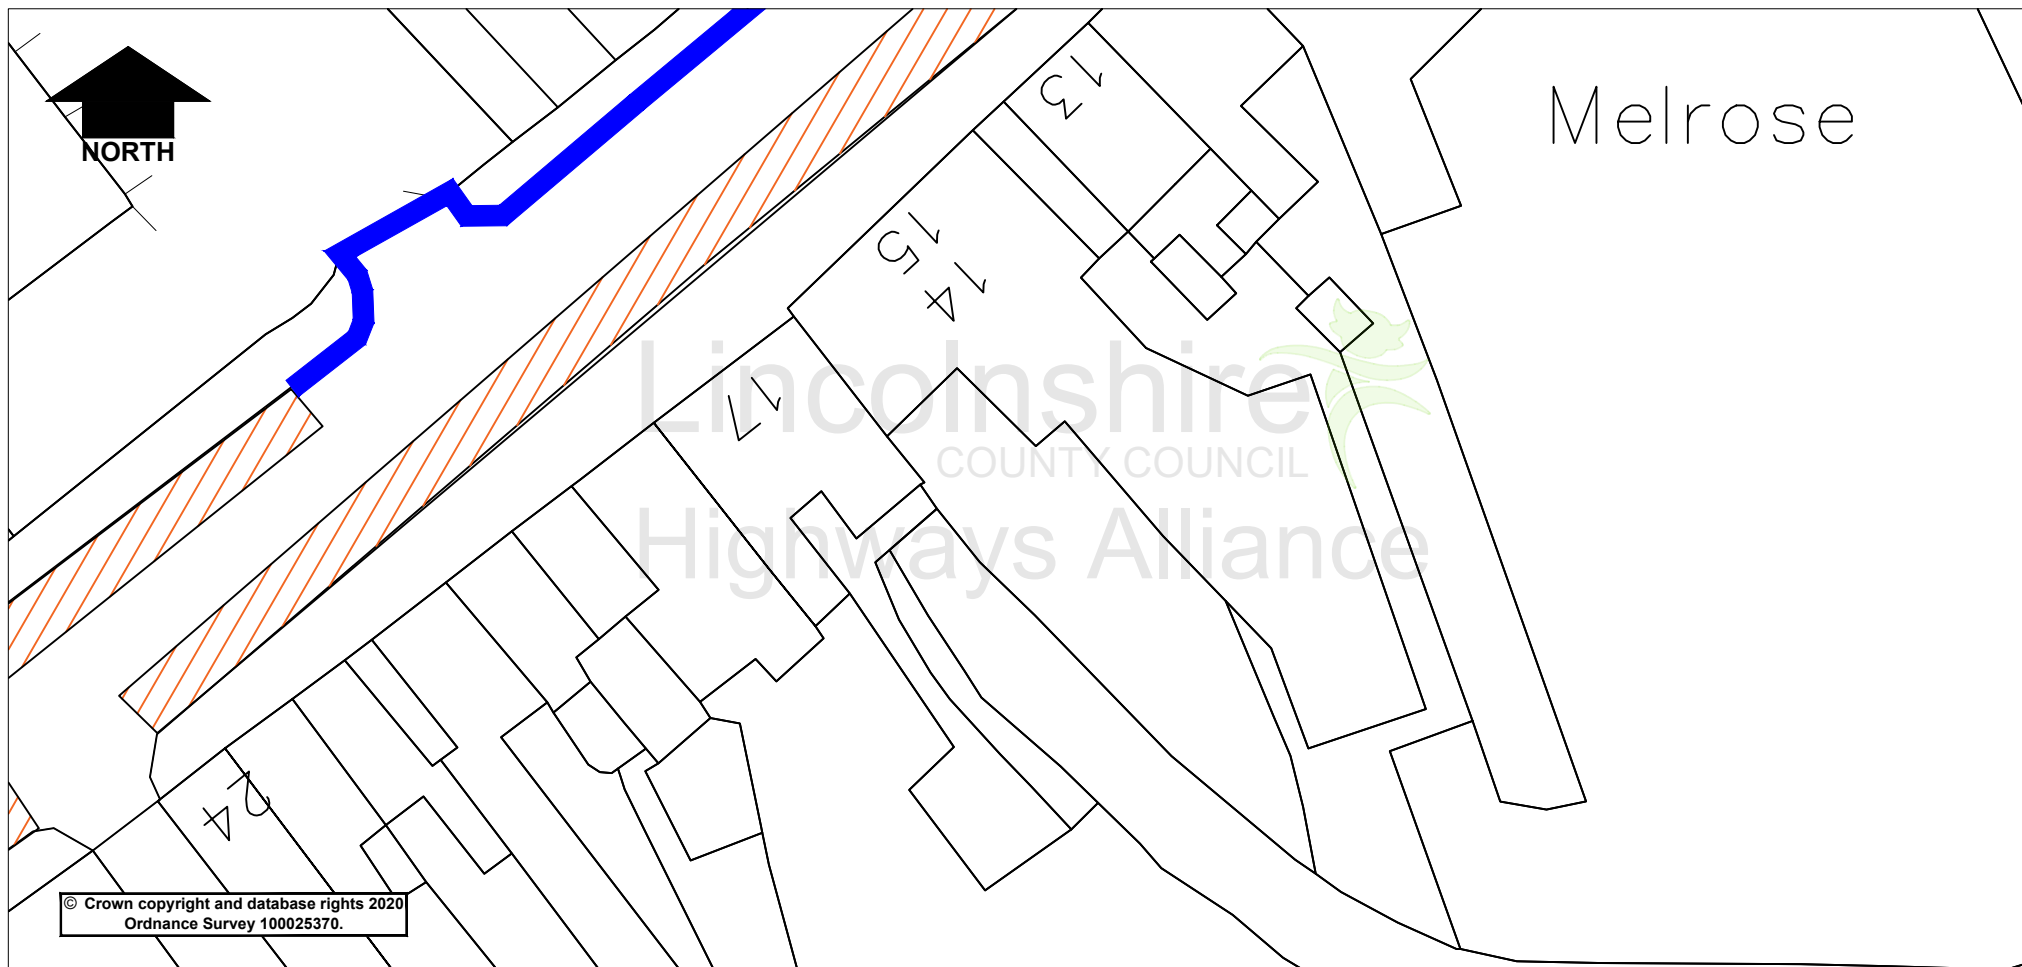 NORTH
Melrose
13
15
14
17
24
Lincolnshire
COUNTY COUNCIL
Highways Alliance
© Crown copyright and database rights 2020
Ordnance Survey 100025370.